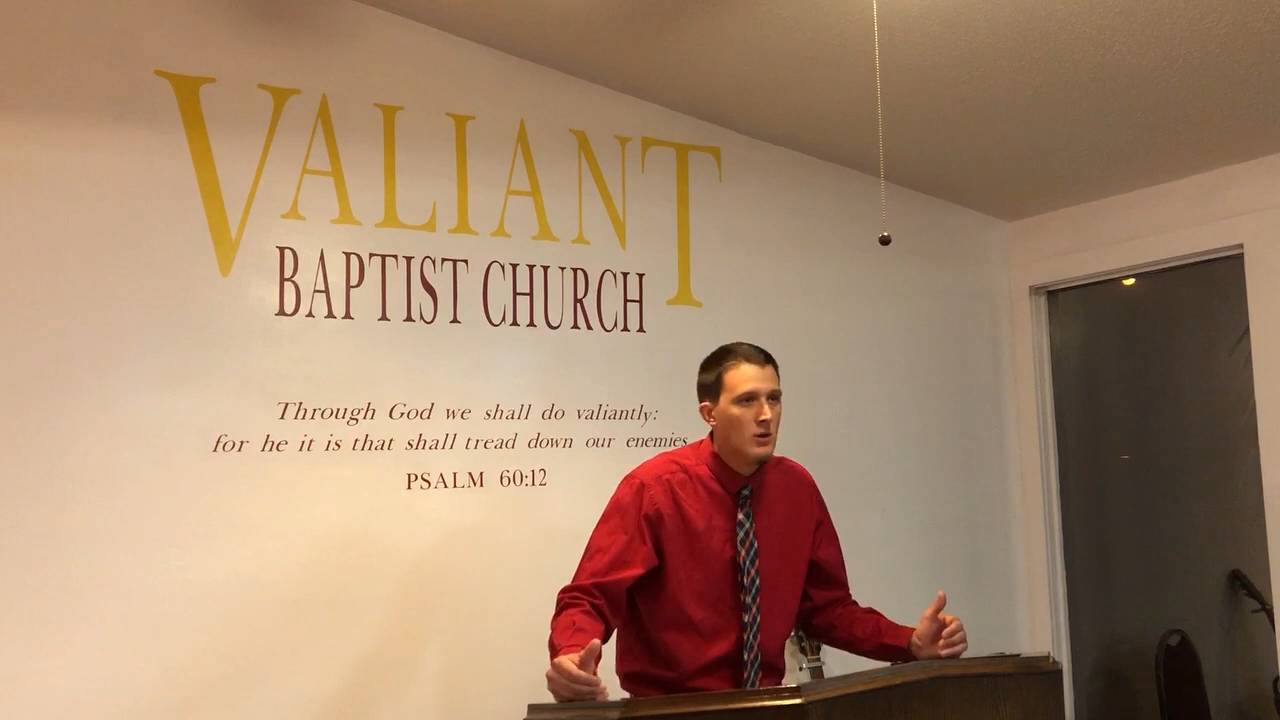 VALIANT
BAPTIST CHURCH
Through God we shall do valiantly:
for he it is that shall tread down our enemies
PSALM 60:12